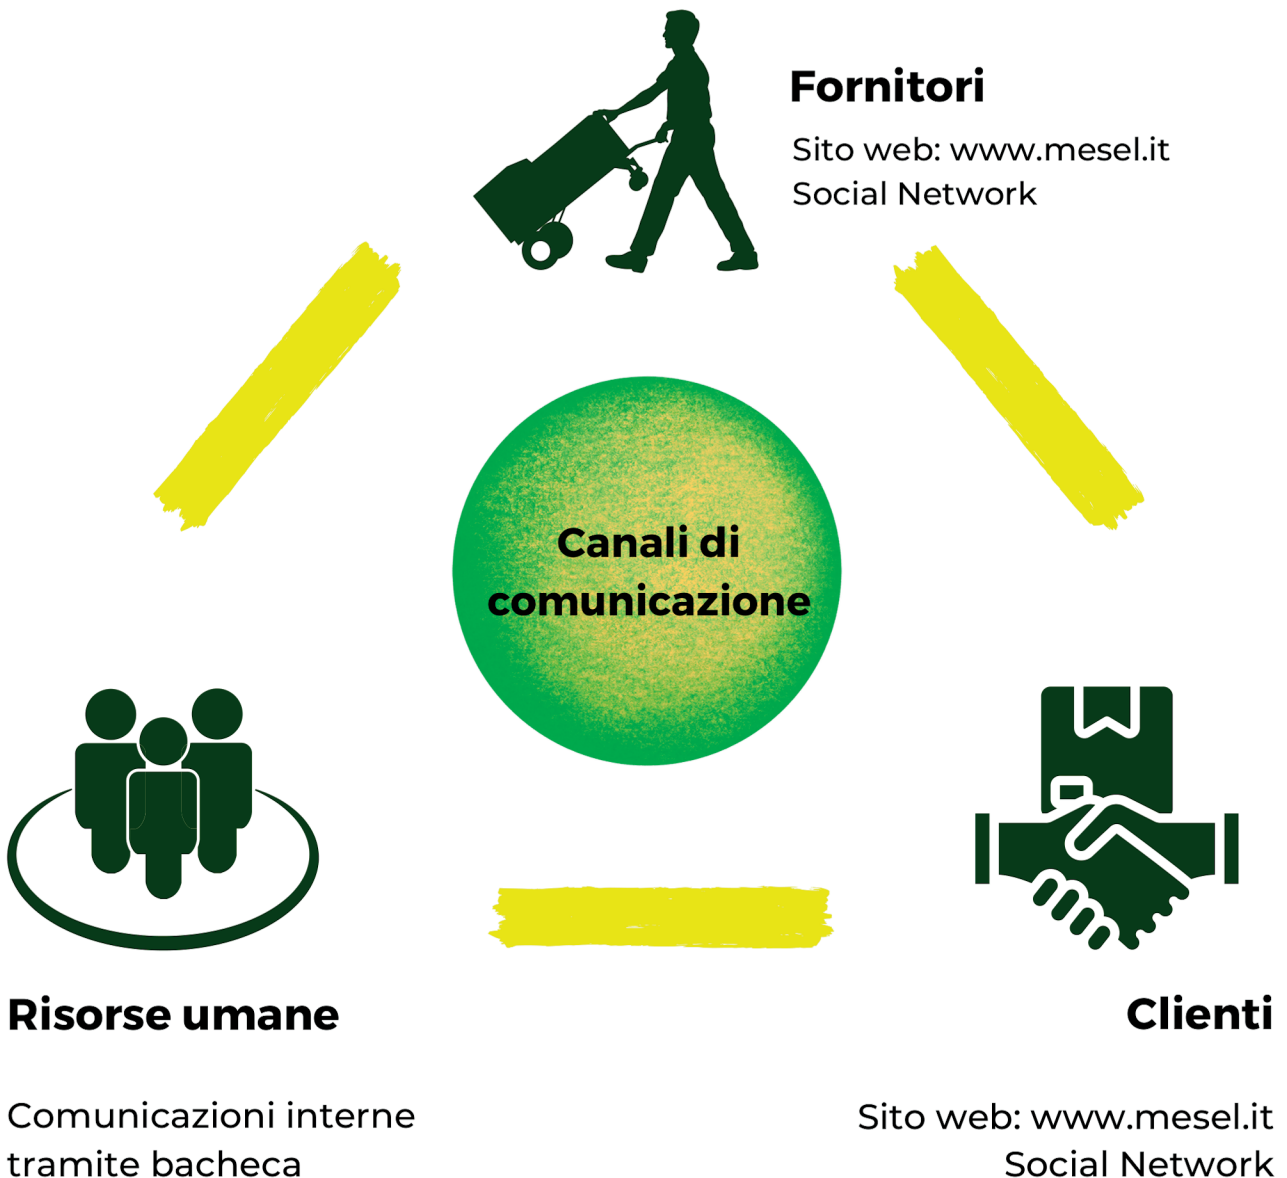 Fornitori
Sito web: www.mesel.it
Social Network
Canali di
comunicazione
Risorse umane
Comunicazioni interne
tramite bacheca
Clienti
Sito web: www.mesel.it
Social Network